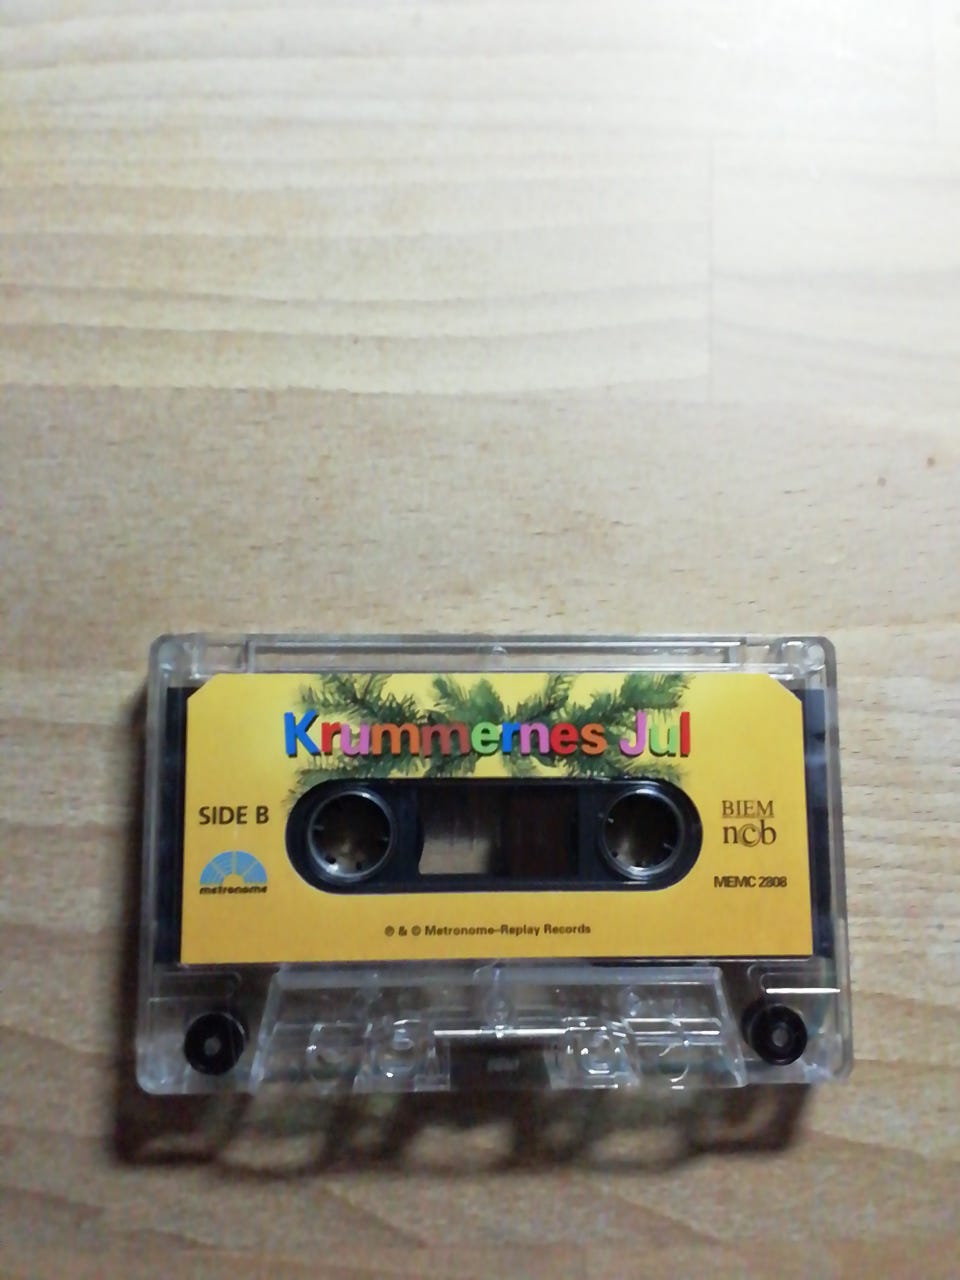 Krummernes Jul
SIDE B
BIEM
ncb
metronome
MEMC 2808
℗ & © Metronome-Replay Records